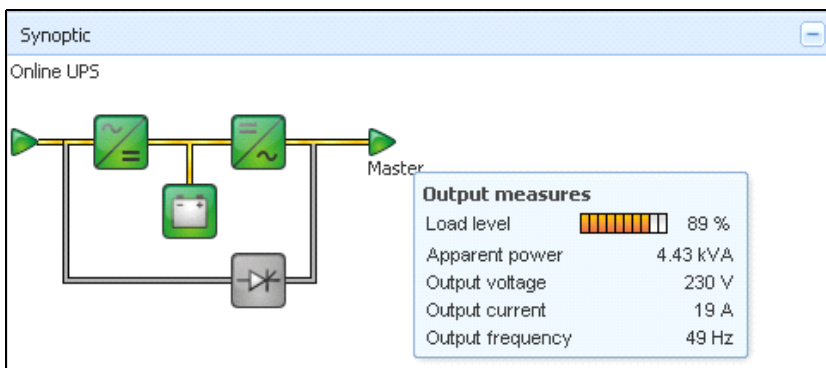 Synoptic
Online UPS
Master
Output measures
Load level 89 %
Apparent power 4.43 kVA
Output voltage 230 V
Output current 19 A
Output frequency 49 Hz